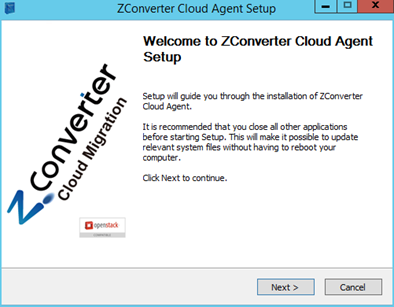 ZConverter Cloud Agent Setup
Welcome to ZConverter Cloud Agent
Setup
Setup will guide you through the installation of ZConverter
Cloud Agent.
It is recommended that you close all other applications
before starting Setup. This will make it possible to update
relevant system files without having to reboot your
computer.
Click Next to continue.
ZConverter
Cloud Migration
openstack
Next >
Cancel